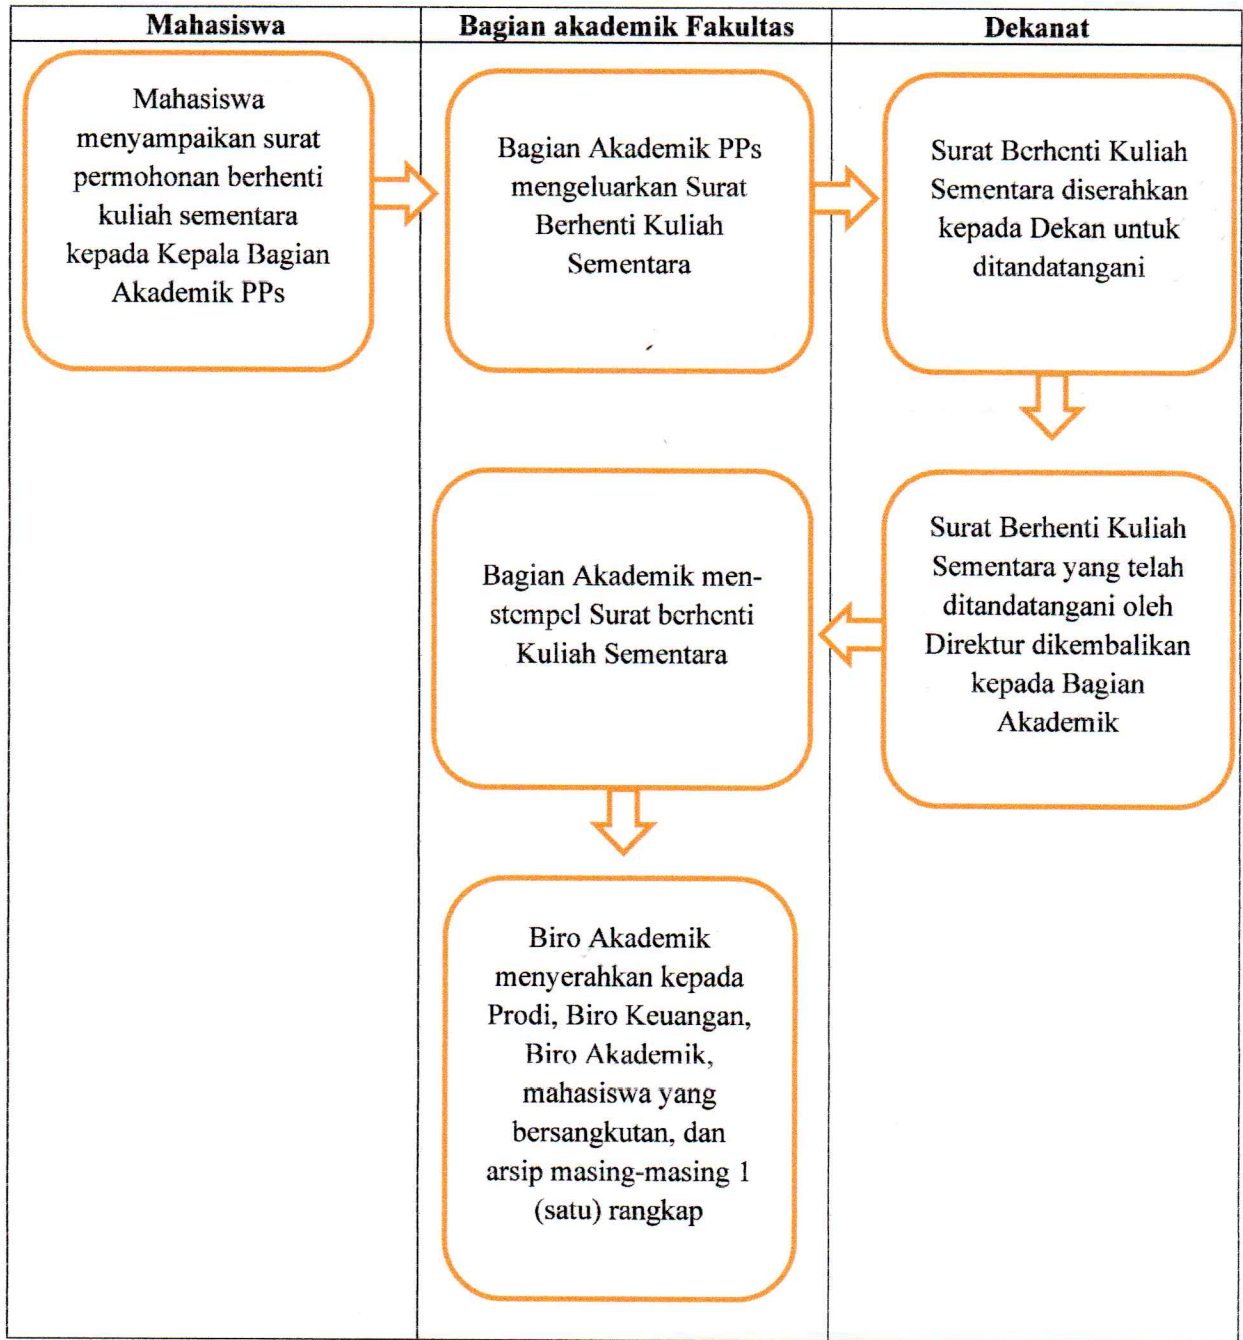 Mahasiswa
Bagian akademik Fakultas
Dekanat
Mahasiswa
menyampaikan surat
permohonan berhenti
kuliah sementara
kepada Kepala Bagian
Akademik PPs
Bagian Akademik PPs
mengeluarkan Surat
Berhenti Kuliah
Sementara
Surat Berhenti Kuliah
Sementara diserahkan
kepada Dekan untuk
ditandatangani
Surat Berhenti Kuliah
Sementara yang telah
ditandatangani oleh
Direktur dikembalikan
kepada Bagian
Akademik
Bagian Akademik men-
stempel Surat berhenti
Kuliah Sementara
Biro Akademik
menyerahkan kepada
Prodi, Biro Keuangan,
Biro Akademik,
mahasiswa yang
bersangkutan, dan
arsip masing-masing 1
(satu) rangkap